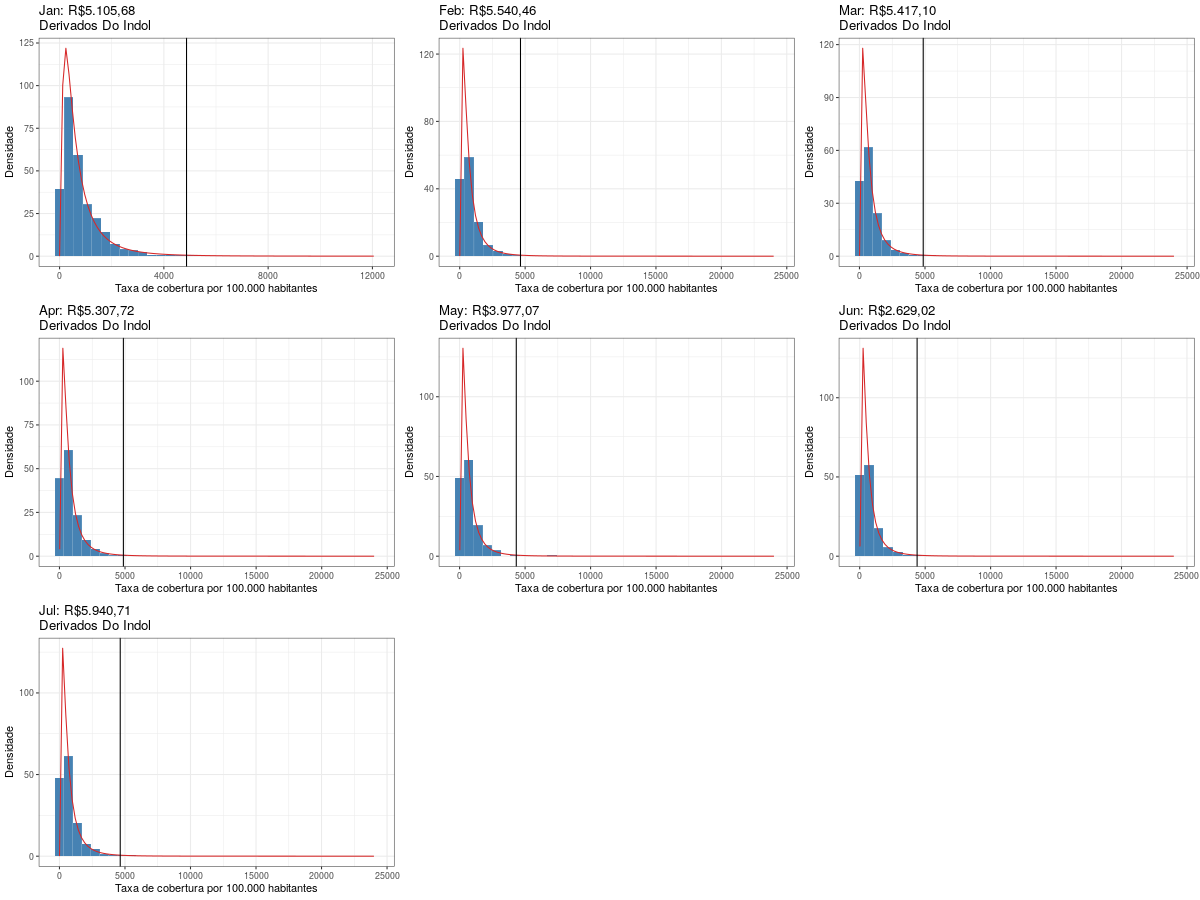 Jan: R$5.105,68
Derivados Do Indol
Densidade
125
100
75
50
25
0
0 4000 8000 12000
Taxa de cobertura por 100.000 habitantes
Feb: R$5.540,46
Derivados Do Indol
Densidade
120
80
40
0
0 5000 10000 15000 20000 25000
Taxa de cobertura por 100.000 habitantes
Mar: R$5.417,10
Derivados Do Indol
Densidade
120
90
60
30
0
0 5000 10000 15000 20000 25000
Taxa de cobertura por 100.000 habitantes
Apr: R$5.307,72
Derivados Do Indol
Densidade
100
75
50
25
0
0 5000 10000 15000 20000 25000
Taxa de cobertura por 100.000 habitantes
May: R$3.977,07
Derivados Do Indol
Densidade
100
50
0
0 5000 10000 15000 20000 25000
Taxa de cobertura por 100.000 habitantes
Jun: R$2.629,02
Derivados Do Indol
Densidade
100
50
0
0 5000 10000 15000 20000 25000
Taxa de cobertura por 100.000 habitantes
Jul: R$5.940,71
Derivados Do Indol
Densidade
100
50
0
0 5000 10000 15000 20000 25000
Taxa de cobertura por 100.000 habitantes